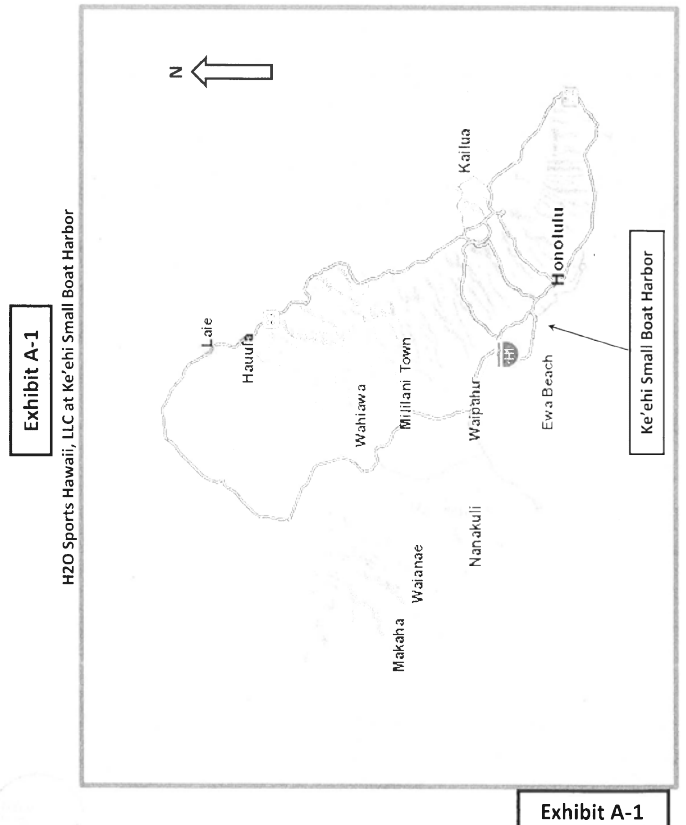 Exhibit A-1
H2O Sports Hawaii, LLC at Ke'ehi Small Boat Harbor
N
Laie
Hauula
Wahiawa
Mililani Town
Kailua
Makaha
Waianae
Nanakuli
Waipahu
H1
Ewa Beach
Honolulu
Ke'ehi Small Boat Harbor
Exhibit A-1